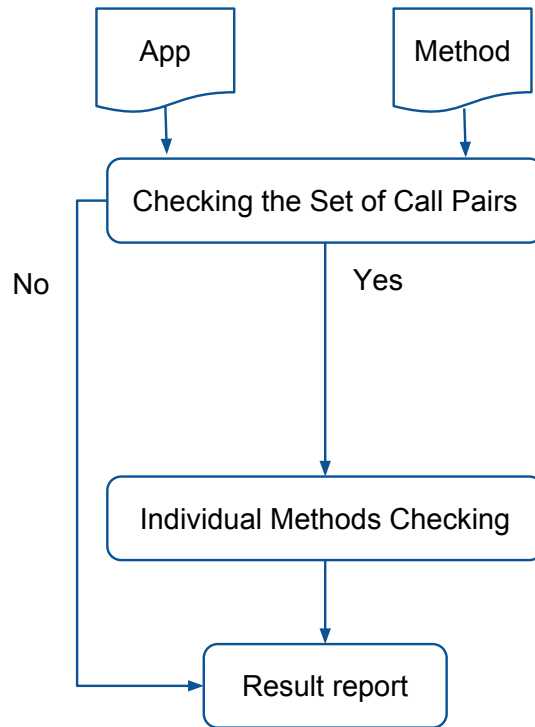 App
Method
Checking the Set of Call Pairs
No
Yes
Individual Methods Checking
Result report